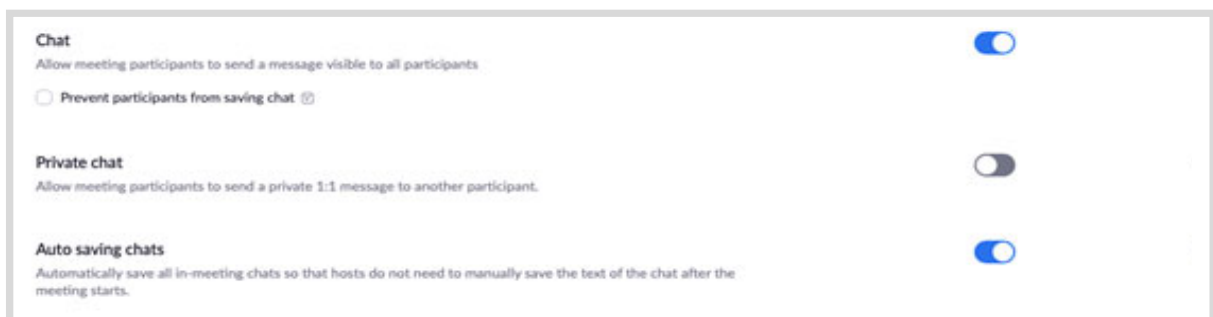 Chat
Allow meeting participants to send a message visible to all participants
Prevent participants from saving chat
Private chat
Allow meeting participants to send a private 1:1 message to another participant.
Auto saving chats
Automatically save all in-meeting chats so that hosts do not need to manually save the text of the chat after the
meeting starts.